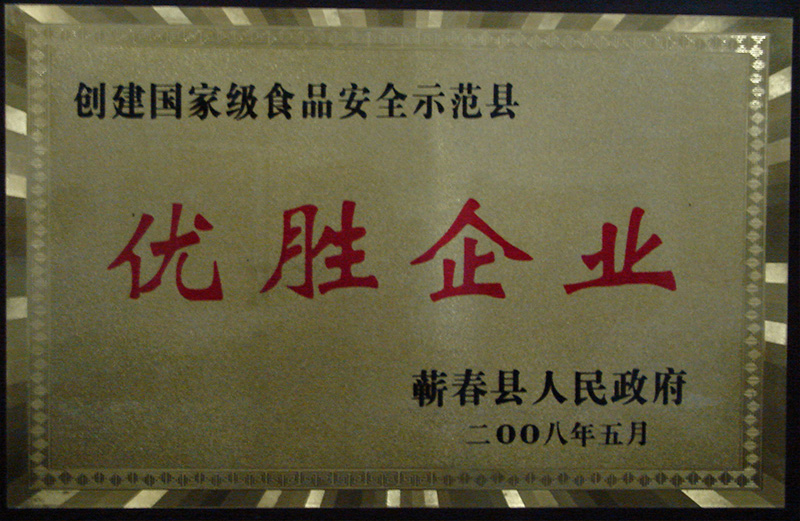 创建国家级食品安全示范县
优胜企业
蕲春县人民政府
二00八年五月